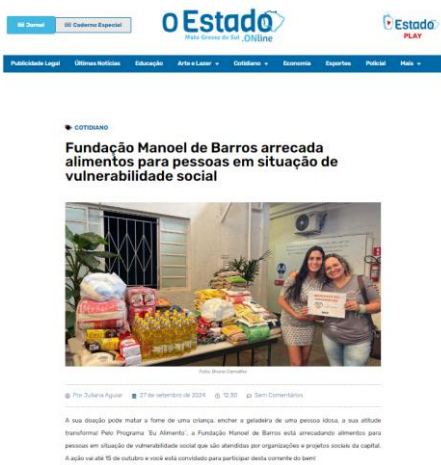 Jornal
Caderno Especial
O Estado
Mato Grosso do Sul .ONline
Estado
PLAY
Publicidade Legal Últimas Notícias Educação Arte e Lazer Cotidiano Economia Esportes Policial Mais
COTIDIANO
Fundação Manoel de Barros arrecada
alimentos para pessoas em situação de
vulnerabilidade social
Foto: Bruna Carvalho
Por Juliana Aguiar 27 de setembro de 2024 12:30 Sem Comentários
A sua doação pode matar a fome de uma criança, encher a geladeira de uma pessoa idosa, a sua atitude
transforma! Pelo Programa ‘Eu Alimento’, a Fundação Manoel de Barros está arrecadando alimentos para
pessoas em situação de vulnerabilidade social que são atendidas por organizações e projetos sociais da capital.
A ação vai até 15 de outubro e você está convidado para participar desta corrente do bem!